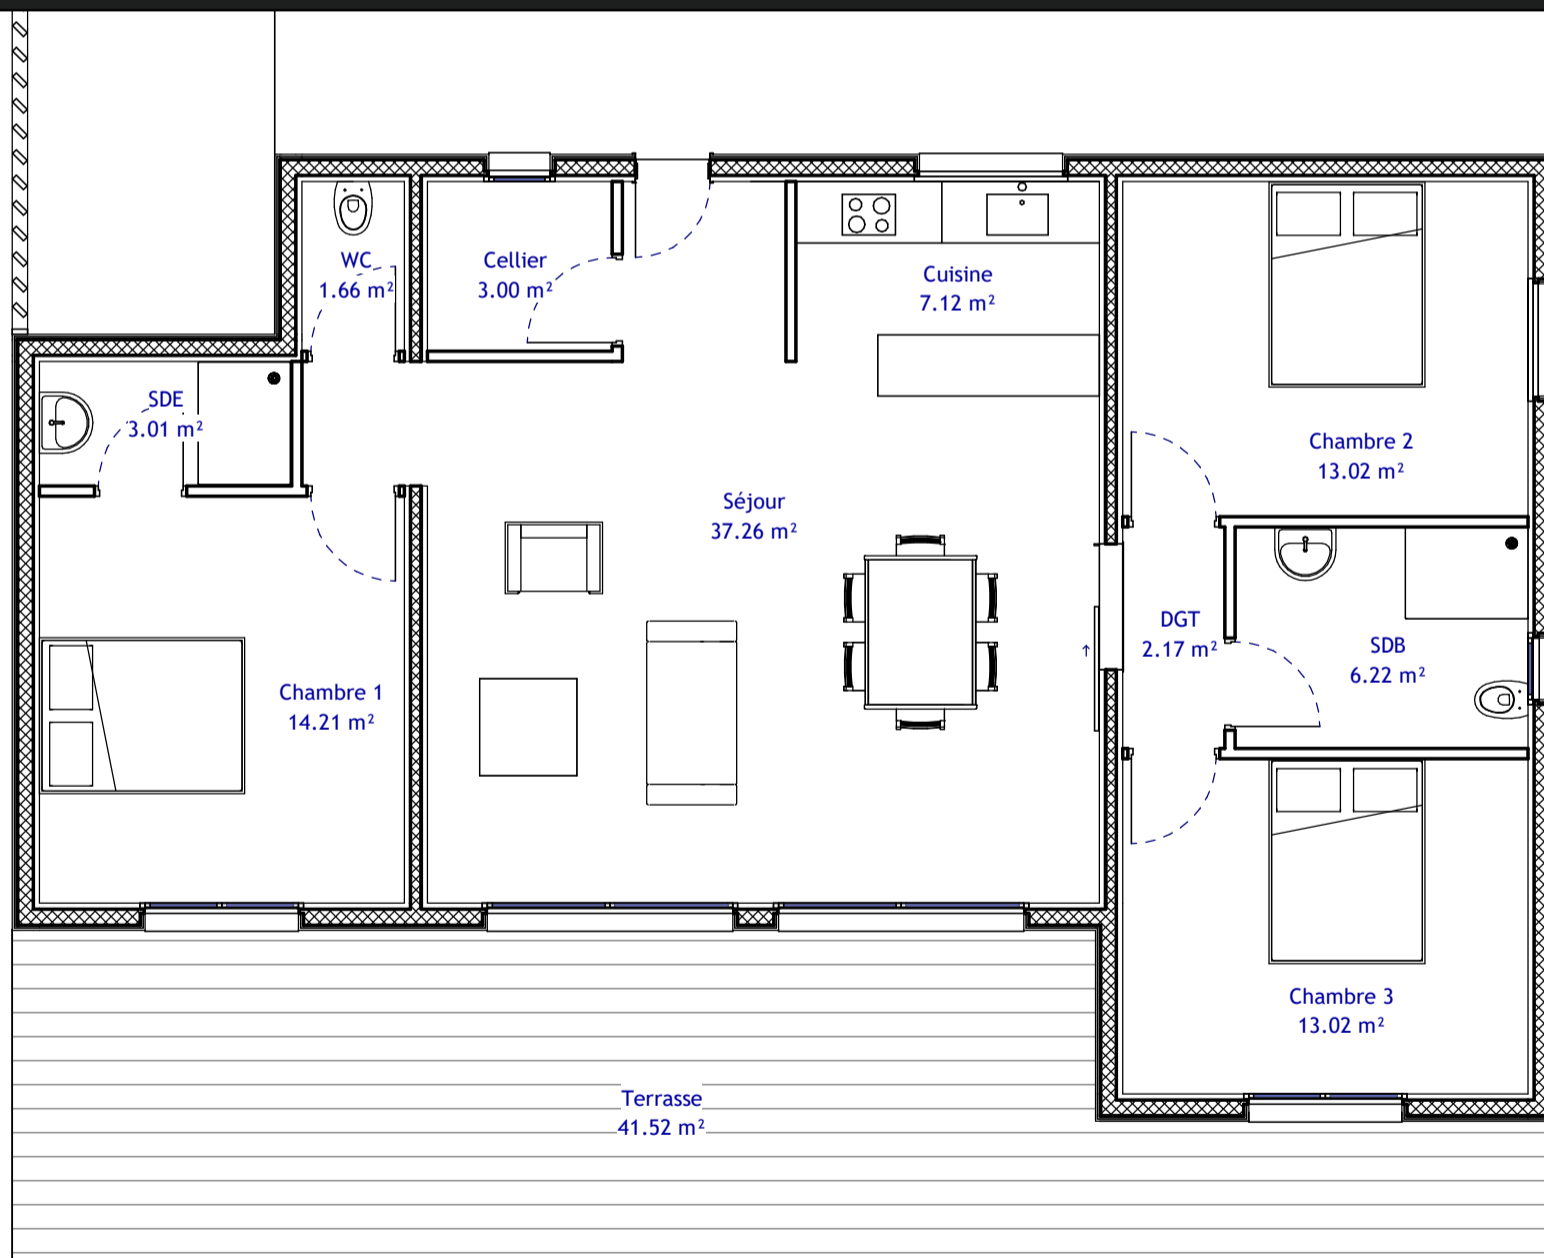 WC
1.66 m²
Cellier
3.00 m²
Cuisine
7.12 m²
SDE
3.01 m²
Chambre 2
13.02 m²
Séjour
37.26 m²
DGT
2.17 m²
SDB
6.22 m²
Chambre 1
14.21 m²
Chambre 3
13.02 m²
Terrasse
41.52 m²